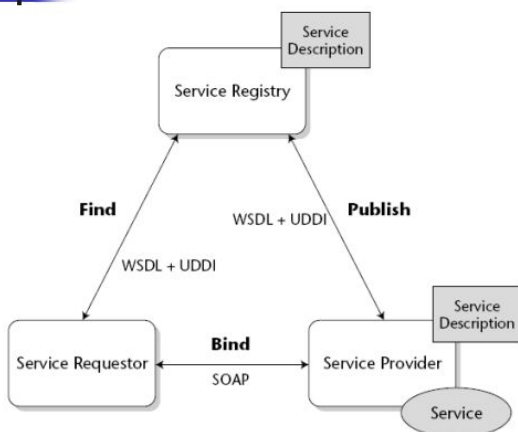 Service
Description
Service Registry
Find
Publish
WSDL + UDDI
WSDL + UDDI
Service
Description
Service Requestor
Bind
SOAP
Service Provider
Service